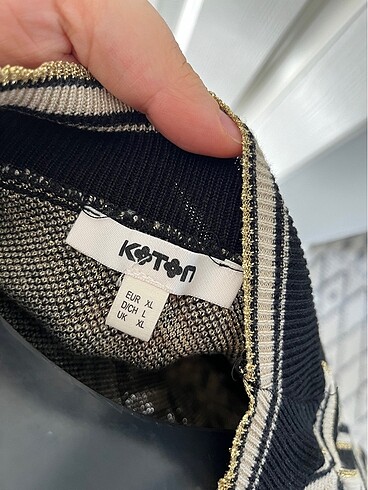 KOTON
EUR XL
D/CH L
UK XL